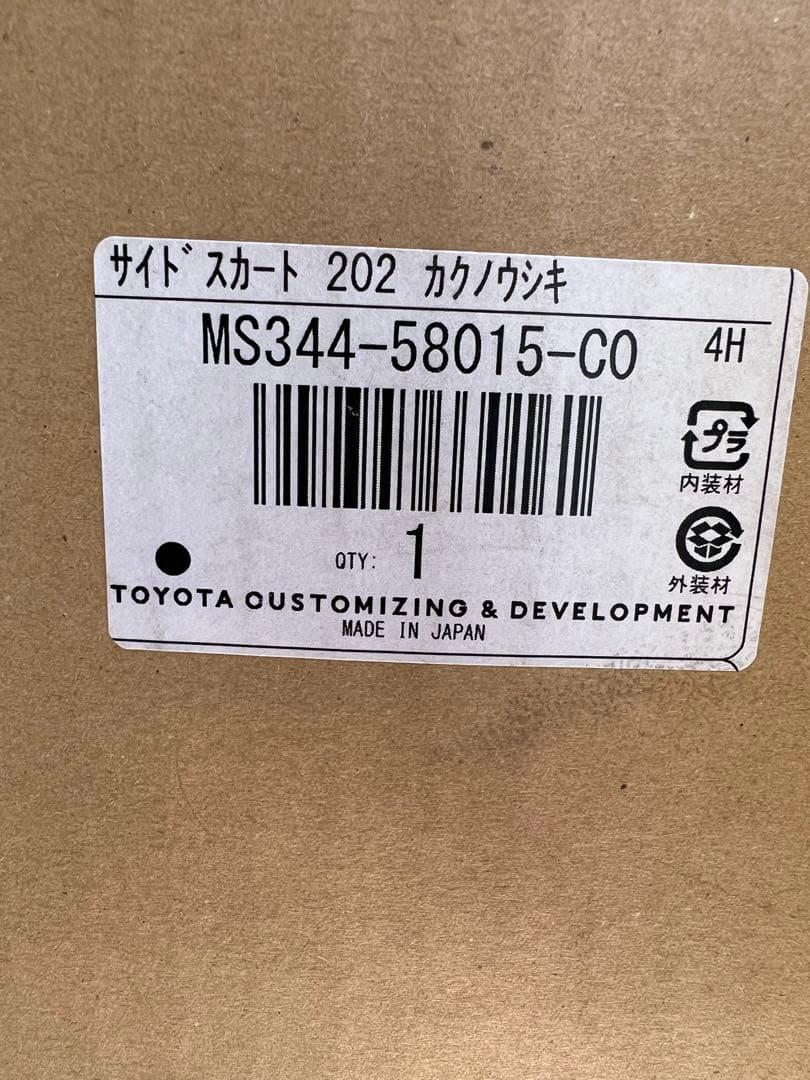 ｻｲﾄﾞｽｶｰﾄ 202 ｶｸﾉｳｼｷ
MS344-58015-C0 4H
プラ
内装材
QTY: 1
外装材
TOYOTA CUSTOMIZING & DEVELOPMENT
MADE IN JAPAN